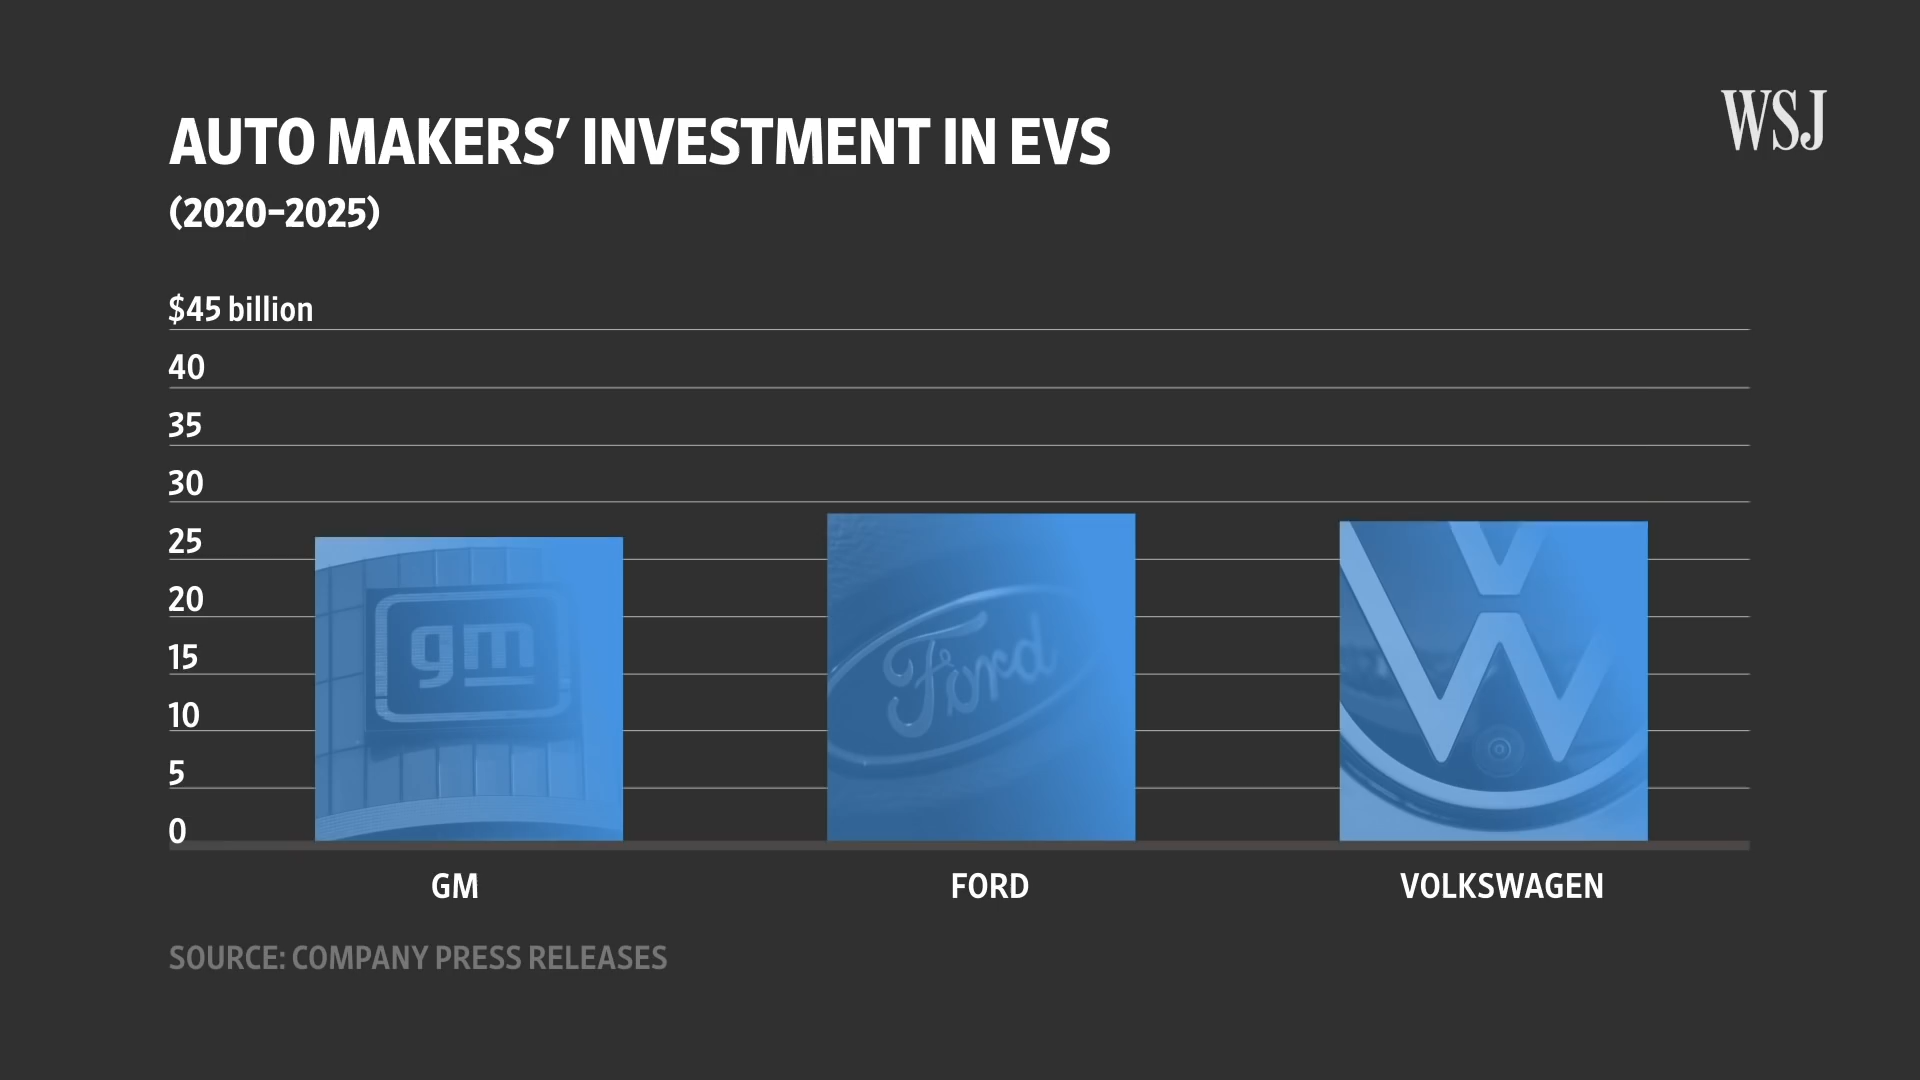 AUTO MAKERS’ INVESTMENT IN EVS
WSJ
(2020–2025)
$45 billion
40
35
30
25
20
15
10
5
0
gm
Ford
GM
FORD
VOLKSWAGEN
SOURCE: COMPANY PRESS RELEASES